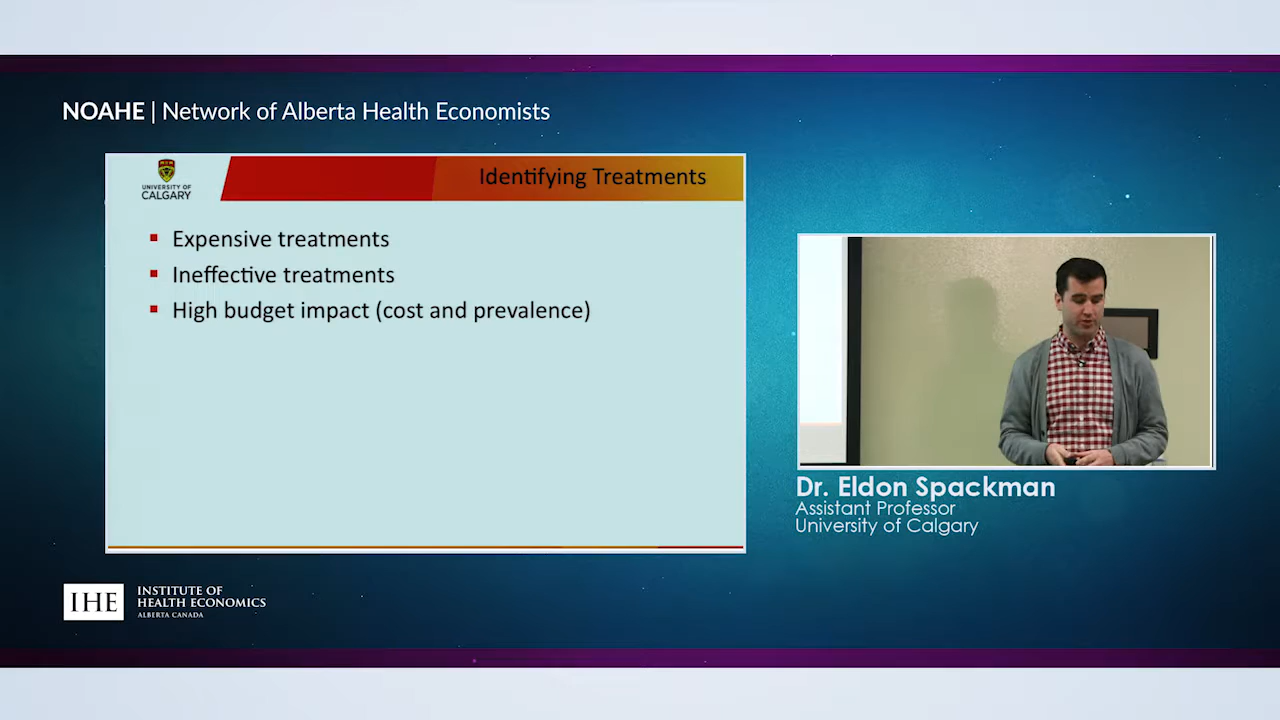 NOAHE | Network of Alberta Health Economists
UNIVERSITY OF
CALGARY
Identifying Treatments
Expensive treatments
Ineffective treatments
High budget impact (cost and prevalence)
Dr. Eldon Spackman
Assistant Professor
University of Calgary
IHE
INSTITUTE OF
HEALTH ECONOMICS
ALBERTA CANADA